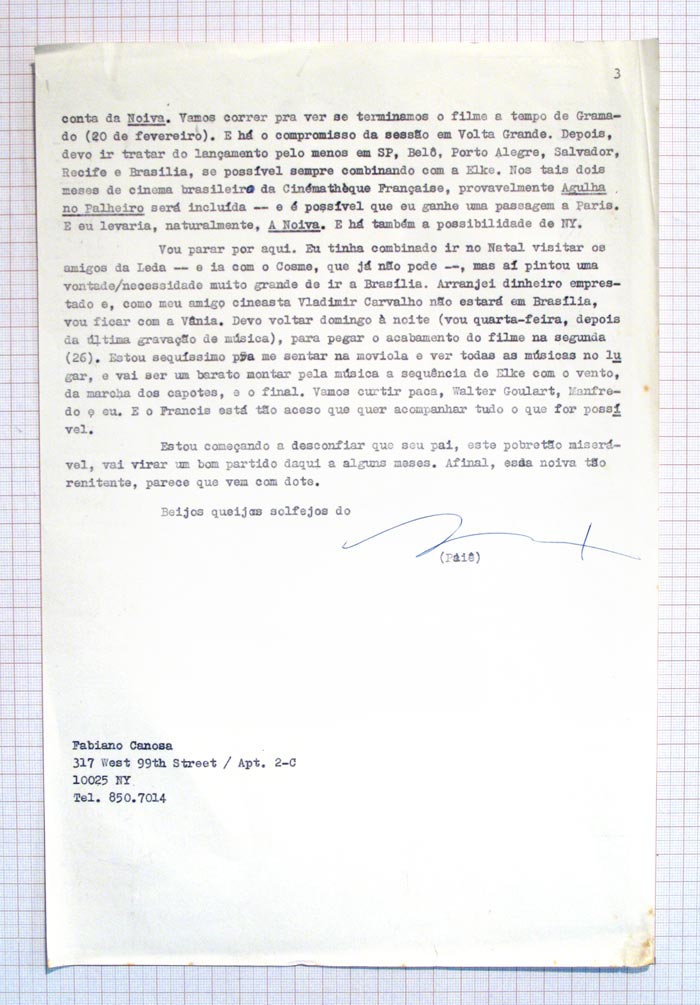 3
conta da Noiva. Vamos correr pra ver se terminamos o filme a tempo de Grama-
do (20 de fevereiro). E há o compromisso da sessão em Volta Grande. Depois,
devo ir tratar do lançamento pelo menos em SP, Belô, Porto Alegre, Salvador,
Recife e Brasília, se possível sempre combinando com a Elke. Nos tais dois
meses de cinema brasileiro da Cinémathèque Française, provavelmente Agulha
no Palheiro será incluída -- e é possível que eu ganhe uma passagem a Paris.
E eu levaria, naturalmente, A Noiva. E há também a possibilidade de NY.
Vou parar por aqui. Eu tinha combinado ir no Natal visitar os
amigos da Leda -- e ia com o Cosme, que já não pode --, mas aí pintou uma
vontade/necessidade muito grande de ir a Brasília. Arranjei dinheiro empres-
tado e, como meu amigo cineasta Vladimir Carvalho não estará em Brasília,
vou ficar com a Vânia. Devo voltar domingo à noite (vou quarta-feira, depois
da última gravação de música), para pegar o acabamento do filme na segunda
(26). Estou sequíssimo pra me sentar na moviola e ver todas as músicas no lu
gar, e vai ser um barato montar pela música a sequência de Elke com o vento,
da marcha dos capotes, e o final. Vamos curtir paca, Walter Goulart, Manfre-
do e eu. E o Francis está tão aceso que quer acompanhar tudo o que for possí
vel.
Estou começando a desconfiar que seu pai, este pobretão miserá-
vel, vai virar um bom partido daqui a alguns meses. Afinal, essa noiva tão
renitente, parece que vem com dote.
Beijos queijos solfejos do
(Paiê)
Fabiano Canosa
317 West 99th Street / Apt. 2-C
10025 NY
Tel. 850.7014